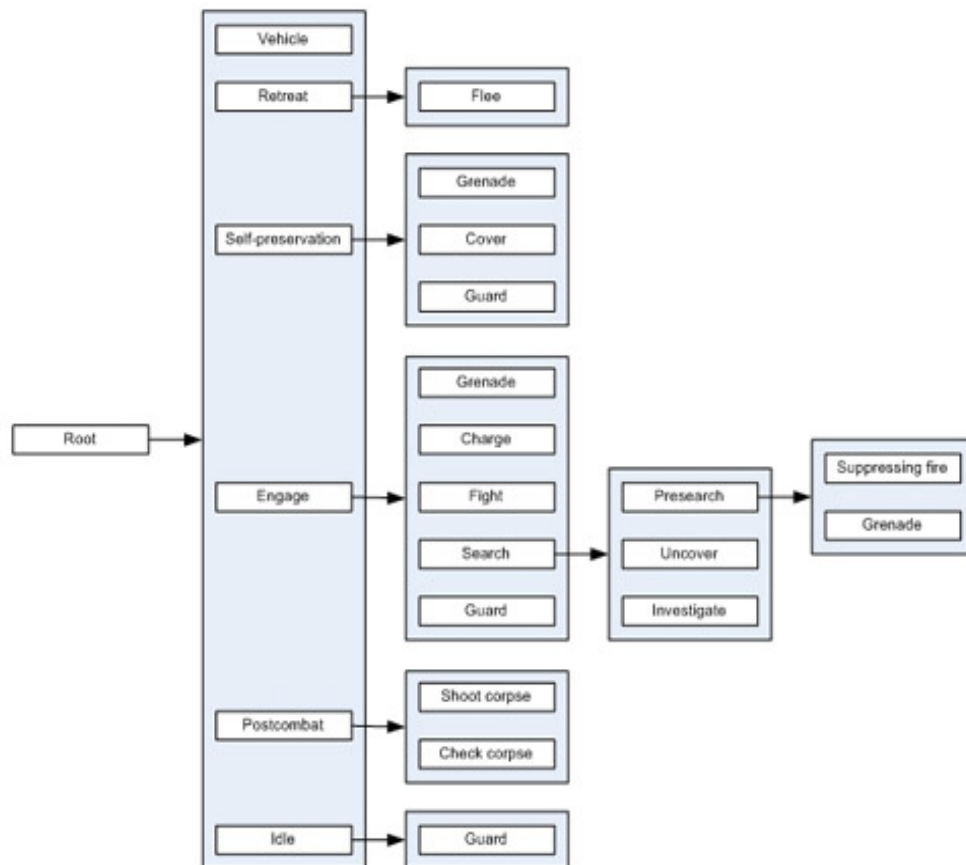 Vehicle
Retreat
Flee
Grenade
Self-preservation
Cover
Guard
Grenade
Charge
Root
Engage
Fight
Presearch
Suppressing fire
Search
Uncover
Grenade
Guard
Investigate
Shoot corpse
Postcombat
Check corpse
Idle
Guard